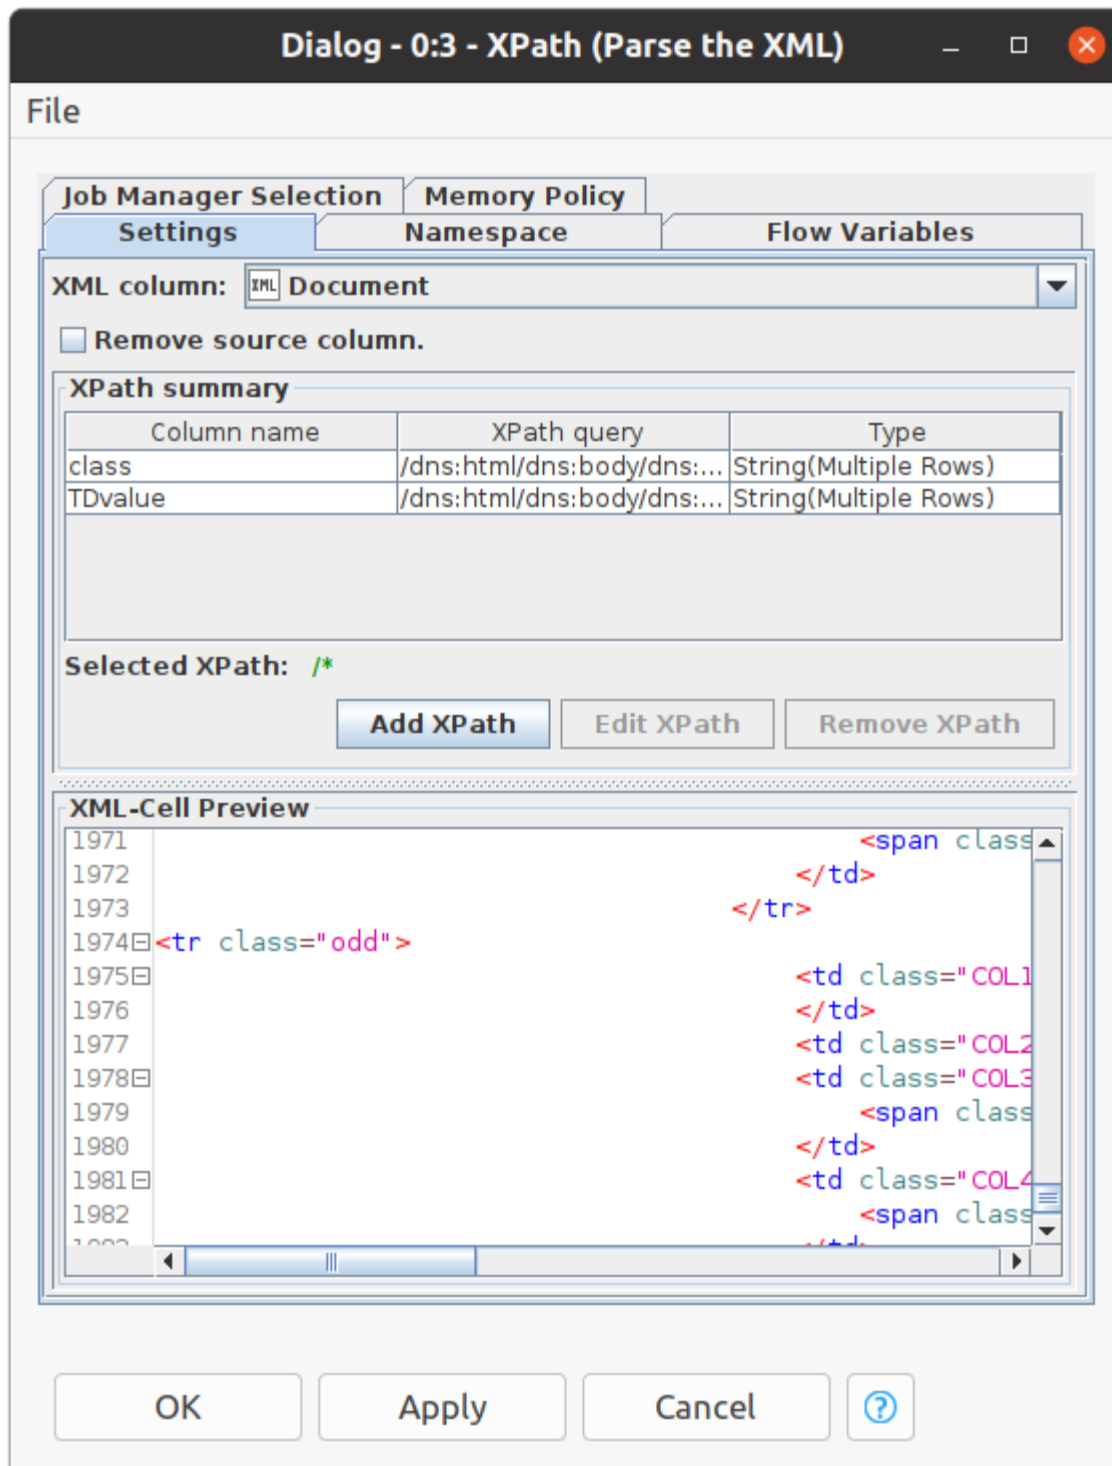 Dialog - 0:3 - XPath (Parse the XML)
File
Job Manager Selection Memory Policy
Settings Namespace Flow Variables
XML column: XML Document
Remove source column.
XPath summary
Column name XPath query Type
class /dns:html/dns:body/dns:... String(Multiple Rows)
TDvalue /dns:html/dns:body/dns:... String(Multiple Rows)
Selected XPath: /*
Add XPath Edit XPath Remove XPath
XML-Cell Preview
1971 <span class
1972 </td>
1973 </tr>
1974 <tr class="odd">
1975 <td class="COL1
1976 </td>
1977 <td class="COL2
1978 <td class="COL3
1979 <span class
1980 </td>
1981 <td class="COL4
1982 <span class
OK Apply Cancel ?